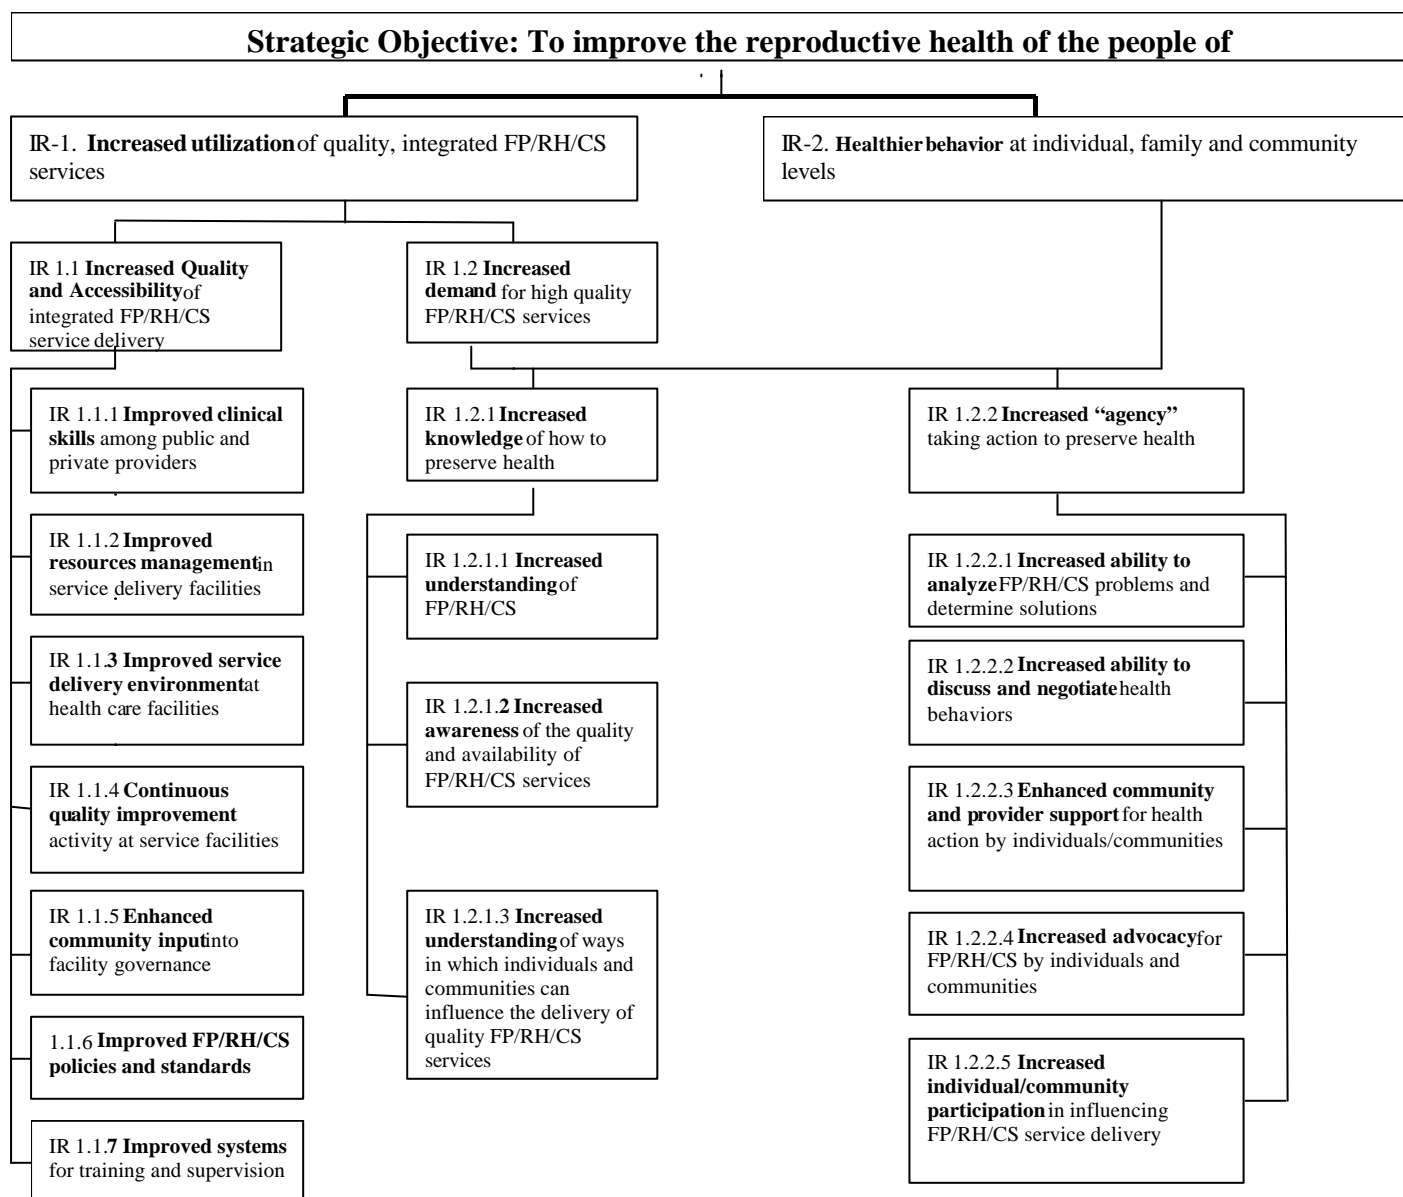 Strategic Objective: To improve the reproductive health of the people of
IR-1. Increased utilization of quality, integrated FP/RH/CS
services
IR-2. Healthier behavior at individual, family and community
levels
IR 1.1 Increased Quality
and Accessibility of
integrated FP/RH/CS
service delivery
IR 1.2 Increased
demand for high quality
FP/RH/CS services
IR 1.1.1 Improved clinical
skills among public and
private providers
IR 1.1.2 Improved
resources management in
service delivery facilities
IR 1.1.3 Improved service
delivery environment at
health care facilities
IR 1.1.4 Continuous
quality improvement
activity at service facilities
IR 1.1.5 Enhanced
community input into
facility governance
1.1.6 Improved FP/RH/CS
policies and standards
IR 1.1.7 Improved systems
for training and supervision
IR 1.2.1 Increased
knowledge of how to
preserve health
IR 1.2.1.1 Increased
understanding of
FP/RH/CS
IR 1.2.1.2 Increased
awareness of the quality
and availability of
FP/RH/CS services
IR 1.2.1.3 Increased
understanding of ways
in which individuals and
communities can
influence the delivery of
quality FP/RH/CS
services
IR 1.2.2 Increased “agency”
taking action to preserve health
IR 1.2.2.1 Increased ability to
analyze FP/RH/CS problems and
determine solutions
IR 1.2.2.2 Increased ability to
discuss and negotiate health
behaviors
IR 1.2.2.3 Enhanced community
and provider support for health
action by individuals/communities
IR 1.2.2.4 Increased advocacy for
FP/RH/CS by individuals and
communities
IR 1.2.2.5 Increased
individual/community
participation in influencing
FP/RH/CS service delivery